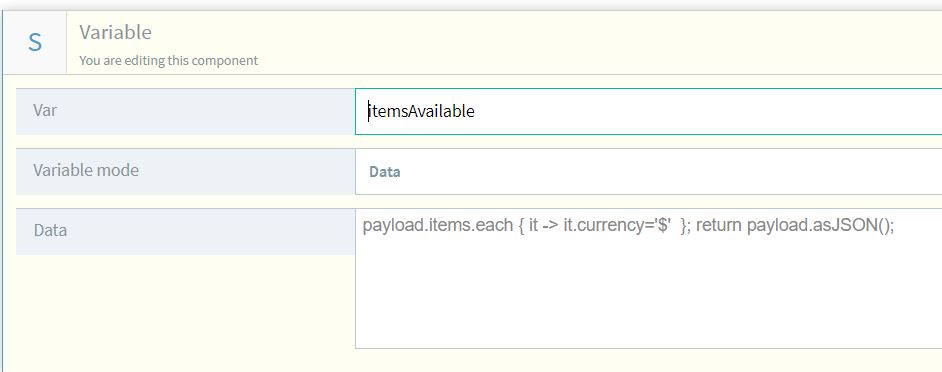 S
Variable
You are editing this component
Var
itemsAvailable
Variable mode
Data
Data
payload.items.each { it -> it.currency='$'  }; return payload.asJSON();